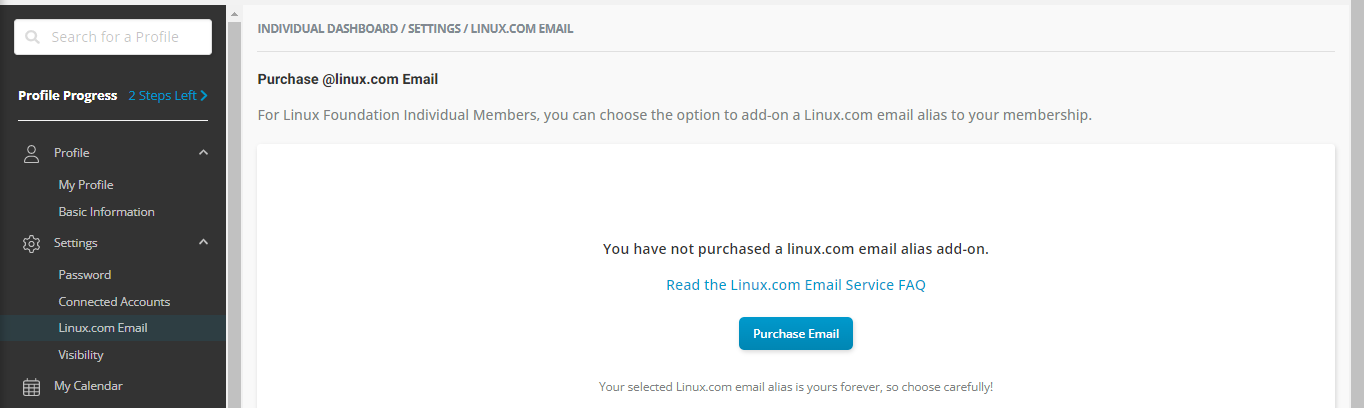 Search for a Profile
Profile Progress 2 Steps Left
Profile
My Profile
Basic Information
Settings
Password
Connected Accounts
Linux.com Email
Visibility
My Calendar
INDIVIDUAL DASHBOARD / SETTINGS / LINUX.COM EMAIL
Purchase @linux.com Email
For Linux Foundation Individual Members, you can choose the option to add-on a Linux.com email alias to your membership.
You have not purchased a linux.com email alias add-on.
Read the Linux.com Email Service FAQ
Purchase Email
Your selected Linux.com email alias is yours forever, so choose carefully!